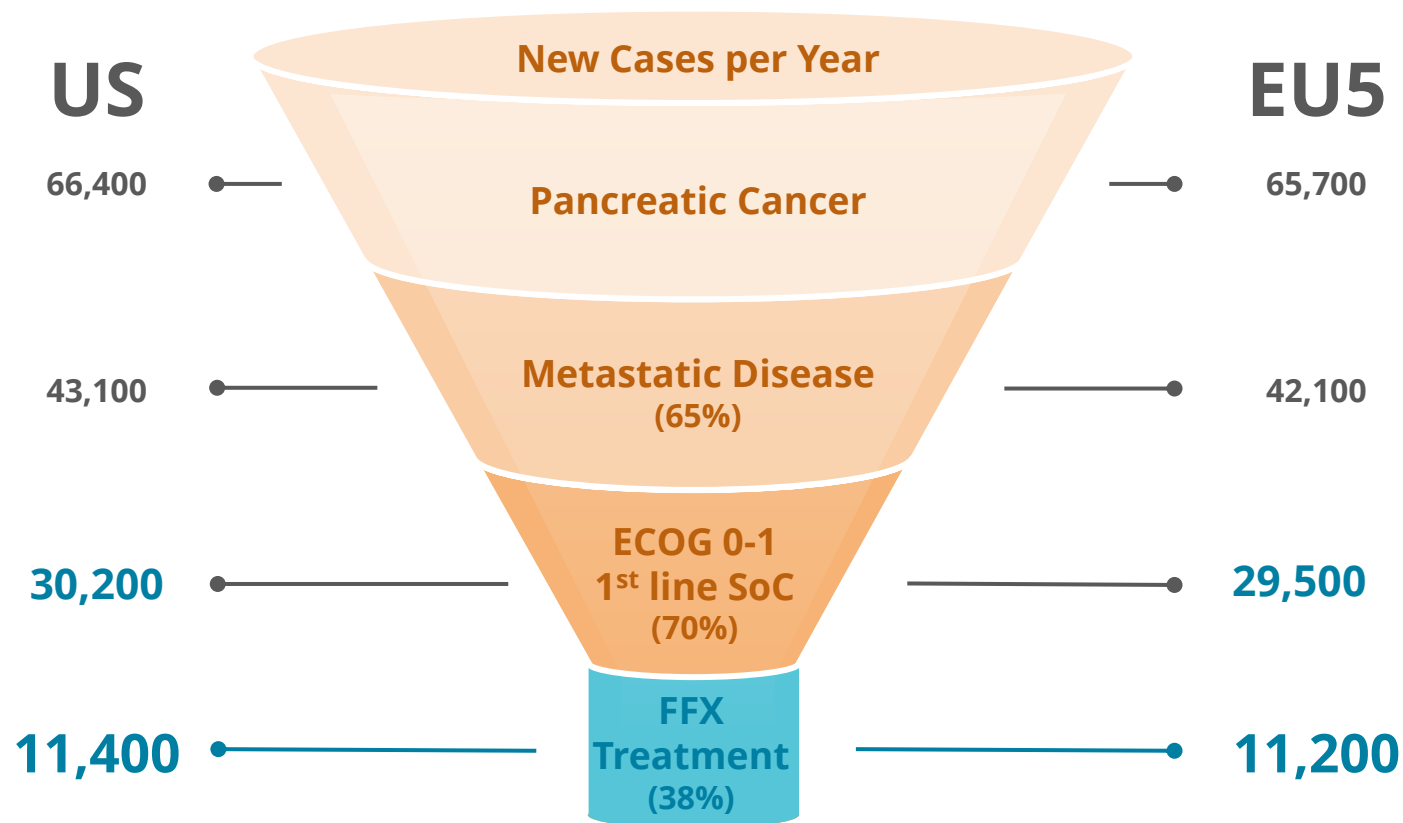 New Cases per Year
US
EU5
66,400
Pancreatic Cancer
65,700
43,100
Metastatic Disease
(65%)
42,100
30,200
ECOG 0-1
1st line SoC
(70%)
29,500
11,400
FFX
Treatment
(38%)
11,200